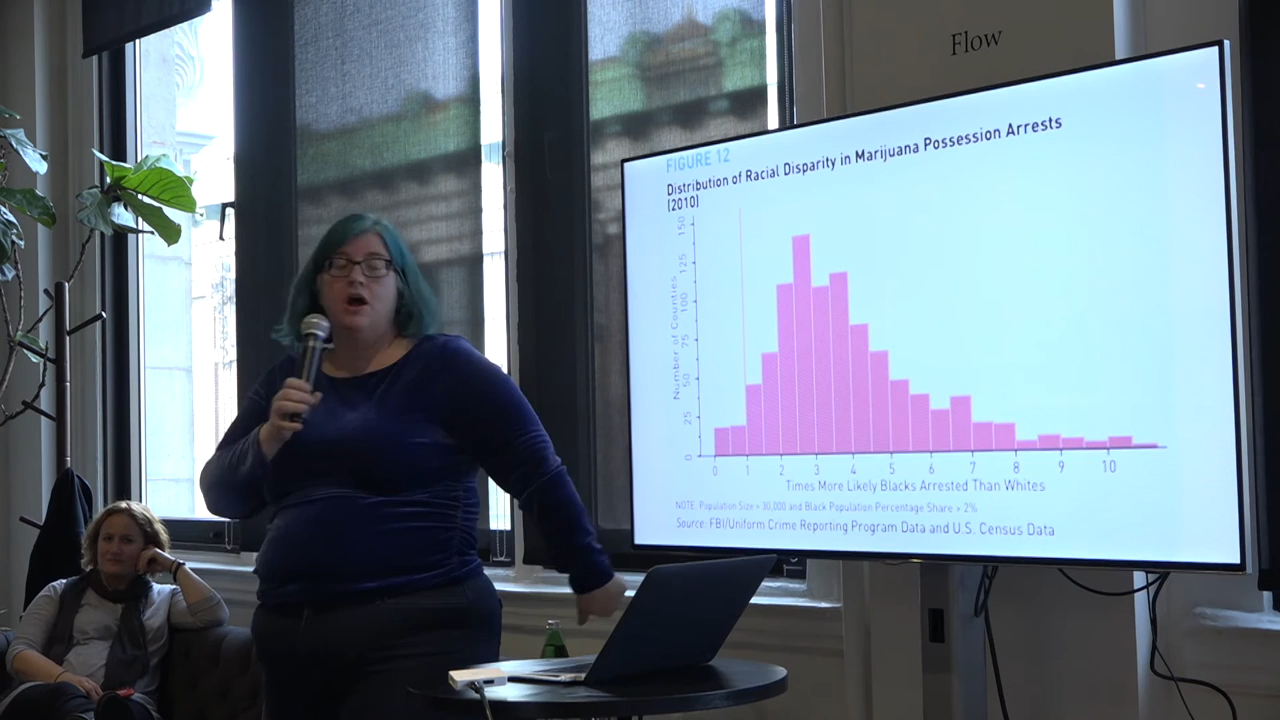 Flow
FIGURE 12
Distribution of Racial Disparity in Marijuana Possession Arrests
(2010)
Number of Counties
150
125
100
75
50
25
0
0 1 2 3 4 5 6 7 8 9 10
Times More Likely Blacks Arrested Than Whites
NOTE: Population Size > 30,000 and Black Population Percentage Share > 2%
Source: FBI/Uniform Crime Reporting Program Data and U.S. Census Data